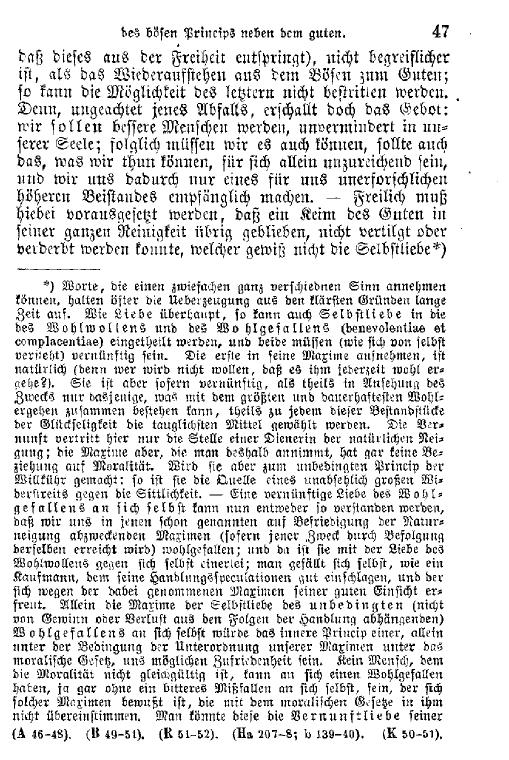 des bösen Princips neben dem guten. 47
daß dieses aus der Freiheit entspringt), nicht begreiflicher
ist, als das Wiederaufstehen aus dem Bösen zum Guten;
so kann die Möglichkeit des letztern nicht bestritten werden.
Denn, ungeachtet jenes Abfalls, erschallt doch das Gebot:
wir sollen bessere Menschen werden, unvermindert in un-
serer Seele; folglich müssen wir es auch können, sollte auch
das, was wir thun können, für sich allein unzureichend sein,
und wir uns dadurch nur eines für uns unerforschlichen
höheren Beistandes empfänglich machen. — Freilich muß
hiebei vorausgesetzt werden, daß ein Keim des Guten in
seiner ganzen Reinigkeit übrig geblieben, nicht vertilgt oder
verderbt werden konnte, welcher gewiß nicht die Selbstliebe*)
*) Worte, die einen zwiefachen ganz verschiednen Sinn annehmen
können, halten öfter die Ueberzeugung aus den klärsten Gründen lange
Zeit auf. Wie Liebe überhaupt, so kann auch Selbstliebe in die
des Wohlwollens und des Wohlgefallens (benevolentiae et
complacentiae) eingetheilt werden, und beide müssen (wie sich von selbst
versteht) vernünftig sein. Die erste in seine Maxime aufnehmen, ist
natürlich (denn wer wird nicht wollen, daß es ihm jederzeit wohl er-
gehe?). Sie ist aber sofern vernünftig, als theils in Ansehung des
Zwecks nur dasjenige, was mit dem größten und dauerhaftesten Wohl-
ergehen zusammen bestehen kann, theils zu jedem dieser Bestandstücke
der Glückseligkeit die tauglichsten Mittel gewählt werden. Die Ver-
nunft vertritt hier nur die Stelle einer Dienerin der natürlichen Nei-
gung; die Maxime aber, die man deshalb annimmt, hat gar keine Be-
ziehung auf Moralität. Wird sie aber zum unbedingten Princip der
Willkühr gemacht: so ist sie die Quelle eines unabsehlich großen Wi-
derstreits gegen die Sittlichkeit. — Eine vernünftige Liebe des Wohl-
gefallens an sich selbst kann nun entweder so verstanden werden,
daß wir uns in jenen schon genannten auf Befriedigung der Natur-
neigung abzweckenden Maximen (sofern jener Zweck durch Befolgung
derselben erreicht wird) wohlgefallen; und da ist sie mit der Liebe des
Wohlwollens gegen sich selbst einerlei; man gefällt sich selbst, wie ein
Kaufmann, dem seine Handlungsspeculationen gut einschlagen, und der
sich wegen der dabei genommenen Maximen seiner guten Einsicht er-
freut. Allein die Maxime der Selbstliebe des unbedingten (nicht
von Gewinn oder Verlust aus den Folgen der Handlung abhängenden)
Wohlgefallens an sich selbst würde das innere Princip einer, allein
unter der Bedingung der Unterordnung unserer Maximen unter das
moralische Gesetz, uns möglichen Zufriedenheit sein. Kein Mensch, dem
die Moralität nicht gleichgültig ist, kann an sich einen Wohlgefallen
haben, ja gar ohne ein bitteres Mißfallen an sich selbst, sein, der sich
solcher Maximen bewußt ist, die mit dem moralischen Gesetze in ihm
nicht übereinstimmen. Man könnte diese die Vernunftliebe seiner
(A 46-48). (B 49-51). (R 51-52). (Ha 207-8; b 139-40). (K 50-51).